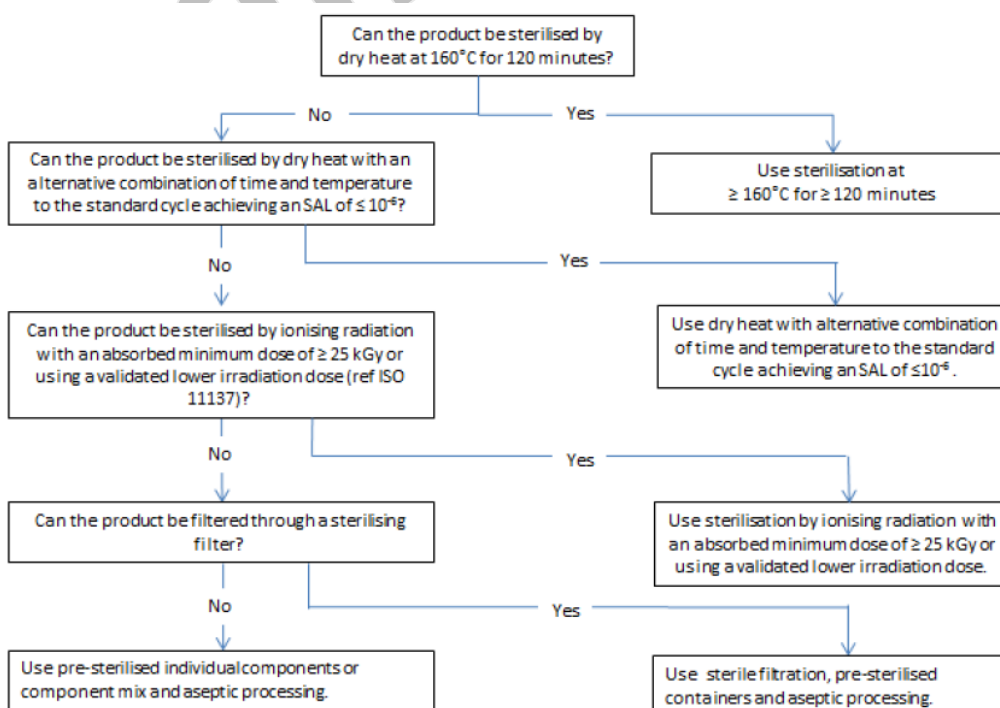 Can the product be sterilised by
dry heat at 160°C for 120 minutes?
No
Yes
Can the product be sterilised by dry heat with an
alternative combination of time and temperature
to the standard cycle achieving an SAL of ≤ 10⁻⁶?
Use sterilisation at
≥ 160°C for ≥ 120 minutes
No
Yes
Can the product be sterilised by ionising radiation
with an absorbed minimum dose of ≥ 25 kGy or
using a validated lower irradiation dose (ref ISO
11137)?
Use dry heat with alternative combination
of time and temperature to the standard
cycle achieving an SAL of ≤10⁻⁶ .
No
Yes
Can the product be filtered through a sterilising
filter?
Use sterilisation by ionising radiation with
an absorbed minimum dose of ≥ 25 kGy or
using a validated lower irradiation dose.
No
Yes
Use pre-sterilised individual components or
component mix and aseptic processing.
Use sterile filtration, pre-sterilised
containers and aseptic processing.